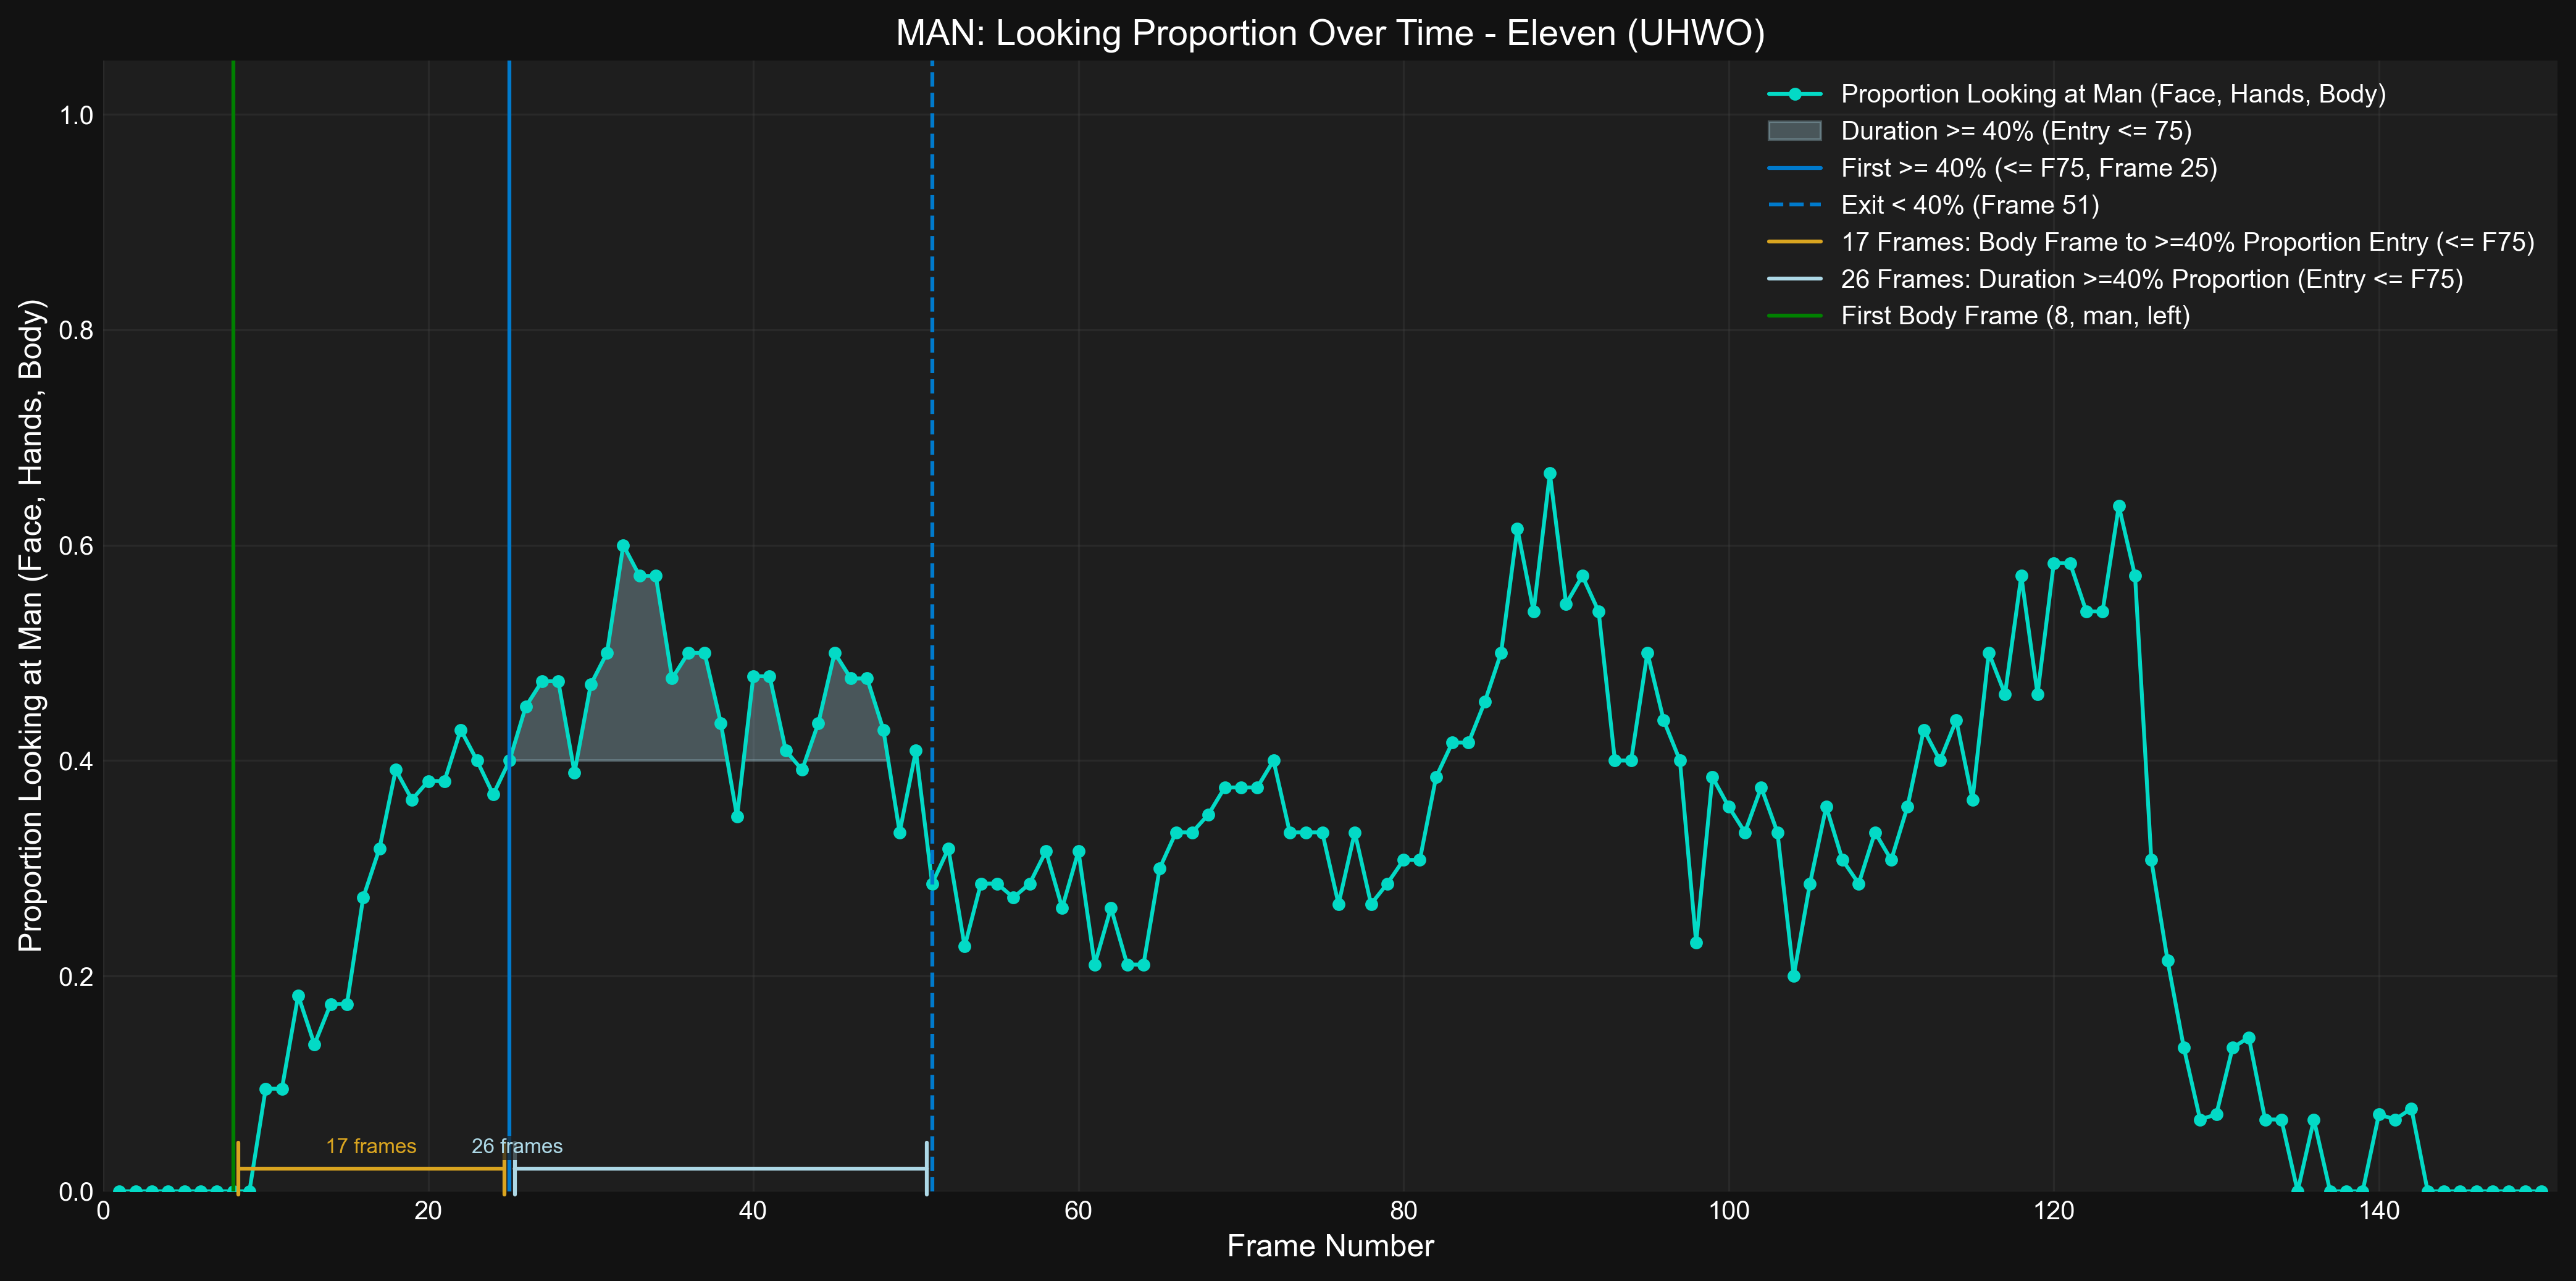 MAN: Looking Proportion Over Time - Eleven (UHWO)
Proportion Looking at Man (Face, Hands, Body)
Duration >= 40% (Entry <= 75)
First >= 40% (<= F75, Frame 25)
Exit < 40% (Frame 51)
17 Frames: Body Frame to >=40% Proportion Entry (<= F75)
26 Frames: Duration >=40% Proportion (Entry <= F75)
First Body Frame (8, man, left)
Proportion Looking at Man (Face, Hands, Body)
1.0
0.8
0.6
0.4
0.2
0.0
17 frames
26 frames
0 20 40 60 80 100 120 140
Frame Number